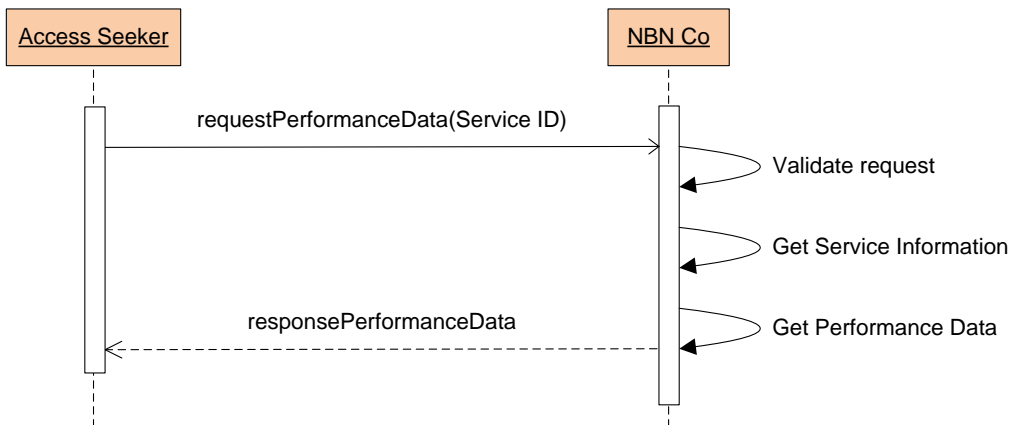 Access Seeker
NBN Co
requestPerformanceData(Service ID)
Validate request
Get Service Information
responsePerformanceData
Get Performance Data